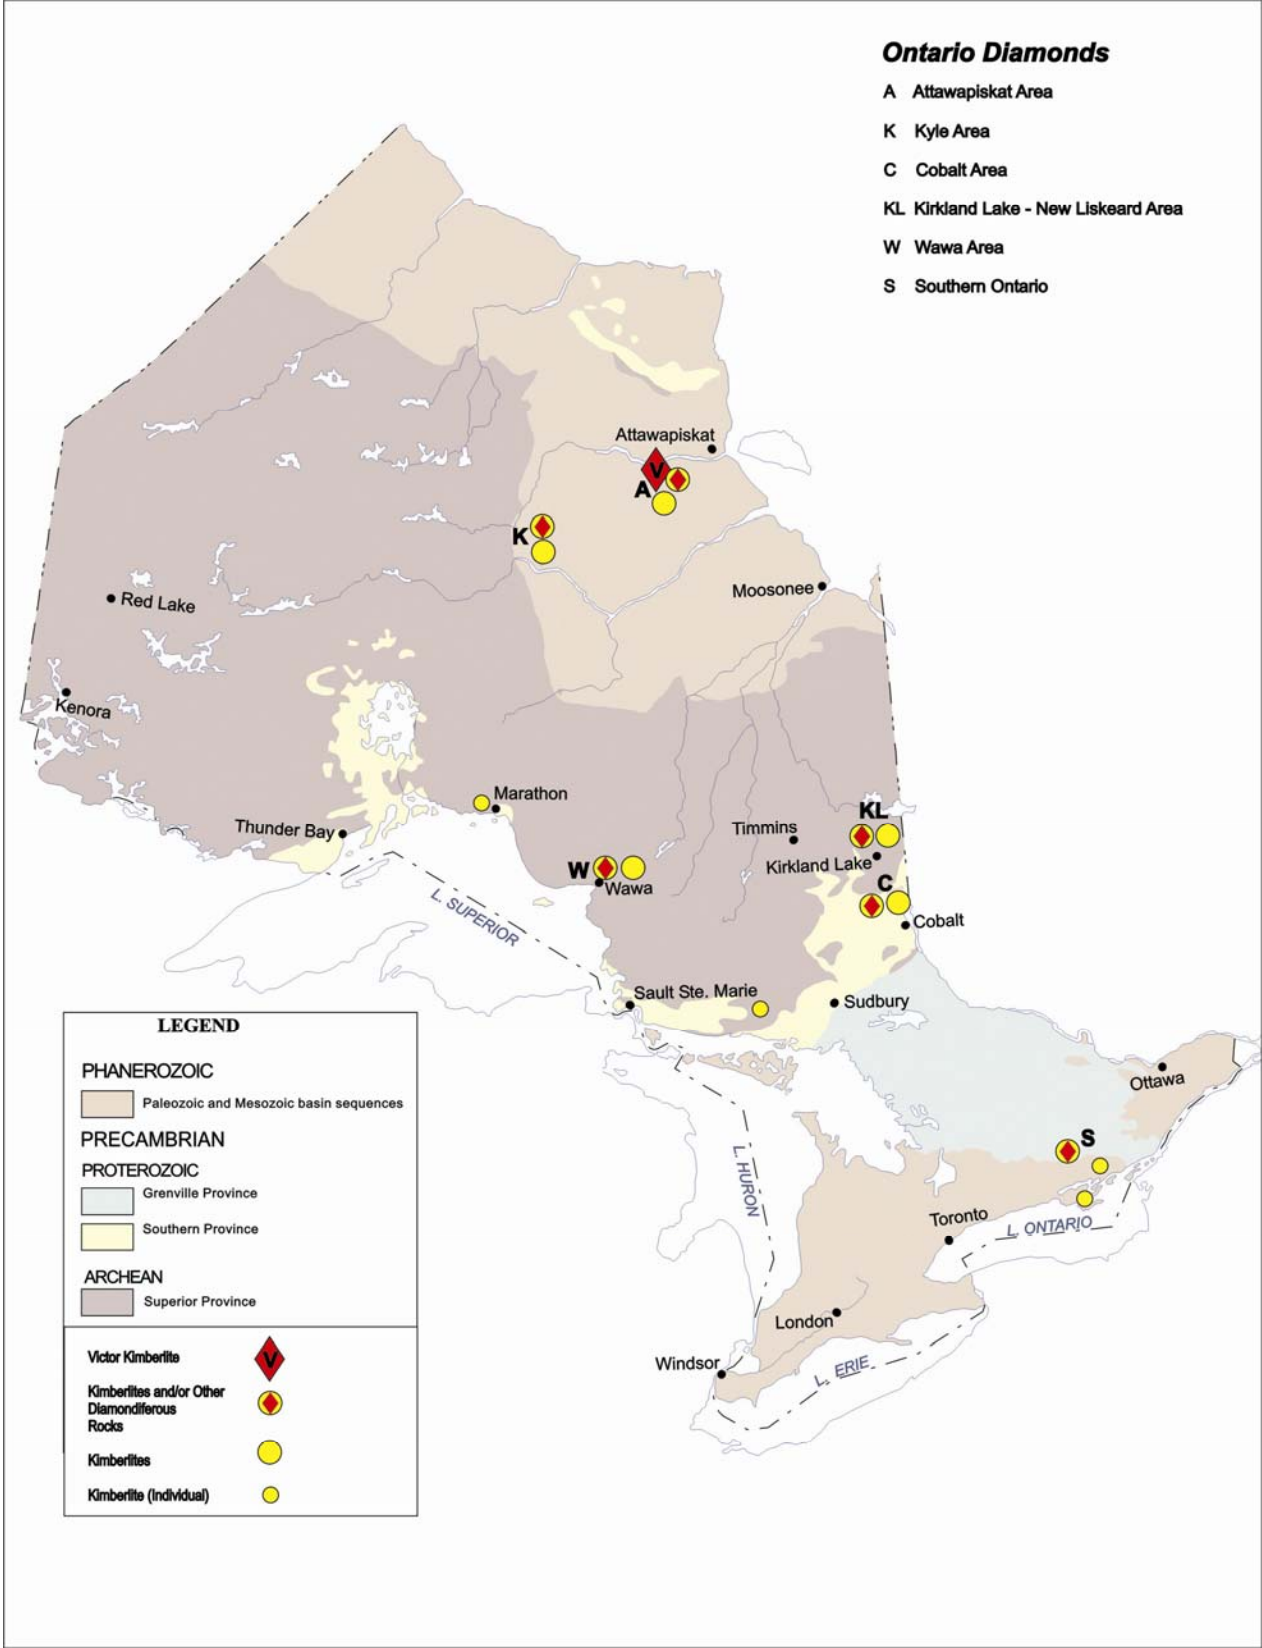 Ontario Diamonds
A Attawapiskat Area
K Kyle Area
C Cobalt Area
KL Kirkland Lake - New Liskeard Area
W Wawa Area
S Southern Ontario
Attawapiskat
V
A
K
Moosonee
Red Lake
Kenora
Marathon
KL
Thunder Bay
Timmins
Kirkland Lake
W
Wawa
C
L. SUPERIOR
Cobalt
Sault Ste. Marie
Sudbury
Ottawa
S
L. HURON
Toronto
L. ONTARIO
London
Windsor
L. ERIE
LEGEND
PHANEROZOIC
Paleozoic and Mesozoic basin sequences
PRECAMBRIAN
PROTEROZOIC
Grenville Province
Southern Province
ARCHEAN
Superior Province
Victor Kimberlite
V
Kimberlites and/or Other
Diamondiferous
Rocks
Kimberlites
Kimberlite (Individual)